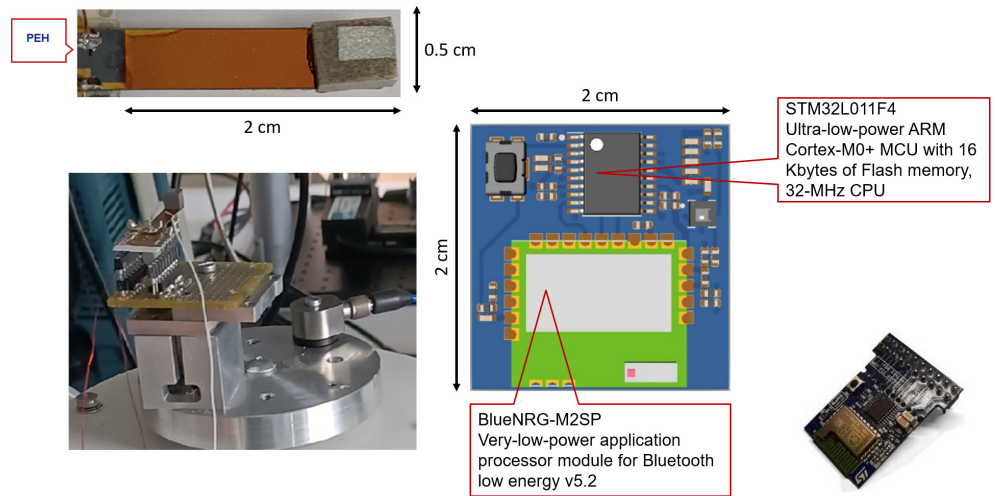 PEH
0.5 cm
2 cm
2 cm
2 cm
STM32L011F4
Ultra-low-power ARM
Cortex-M0+ MCU with 16
Kbytes of Flash memory,
32-MHz CPU
BlueNRG-M2SP
Very-low-power application
processor module for Bluetooth
low energy v5.2
ST